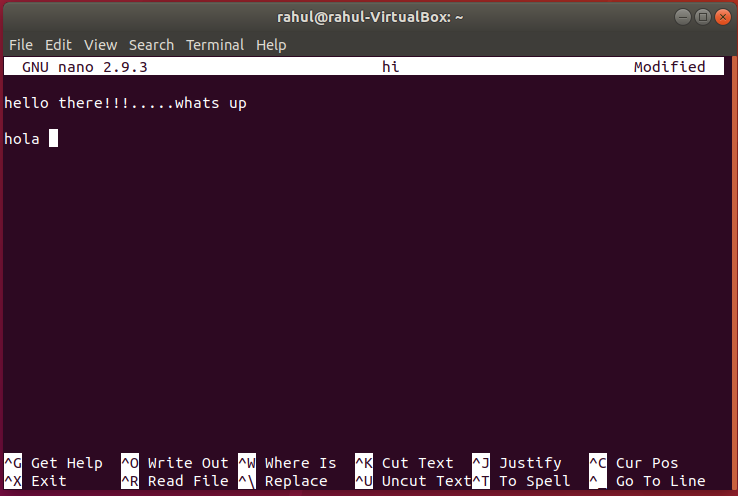 rahul@rahul-VirtualBox: ~
File Edit View Search Terminal Help
GNU nano 2.9.3 hi Modified
hello there!!!.....whats up
hola
^G Get Help ^O Write Out ^W Where Is ^K Cut Text ^J Justify ^C Cur Pos
^X Exit ^R Read File ^\ Replace ^U Uncut Text ^T To Spell ^_ Go To Line